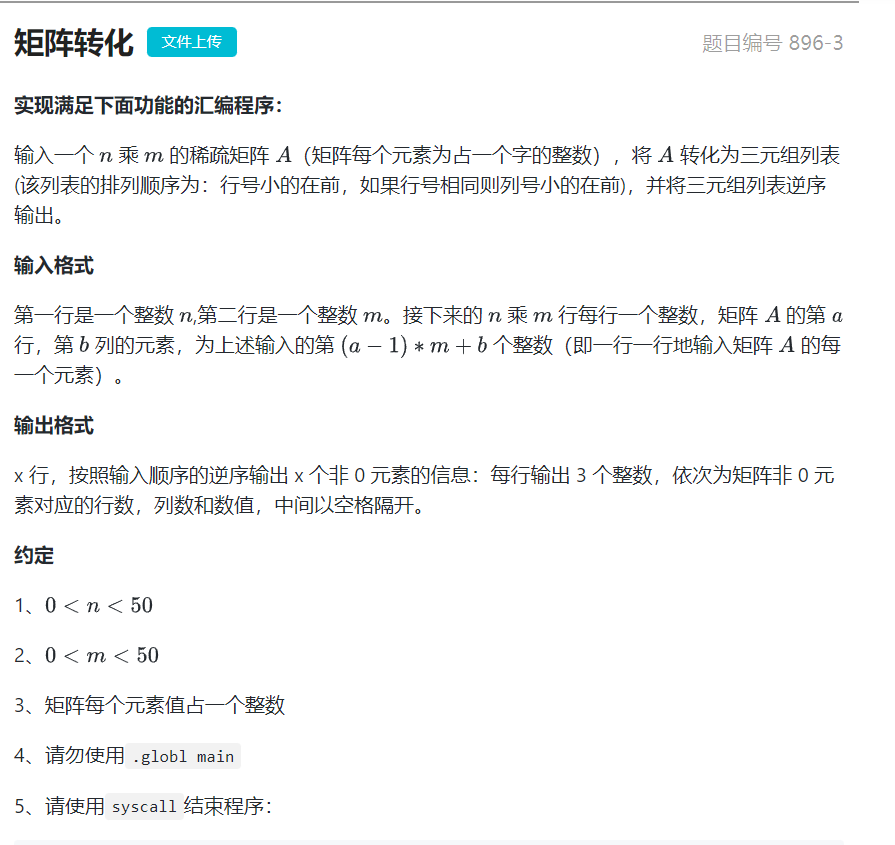 矩阵转化 文件上传 题目编号 896-3
实现满足下面功能的汇编程序：
输入一个 n 乘 m 的稀疏矩阵 A（矩阵每个元素为占一个字的整数），将 A 转化为三元组列表
(该列表的排列顺序为：行号小的在前，如果行号相同则列号小的在前)，并将三元组列表逆序
输出。
输入格式
第一行是一个整数 n,第二行是一个整数 m。接下来的 n 乘 m 行每行一个整数，矩阵 A 的第 a
行，第 b 列的元素，为上述输入的第 (a − 1) ∗ m + b 个整数（即一行一行地输入矩阵 A 的每
一个元素）。
输出格式
x 行，按照输入顺序的逆序输出 x 个非 0 元素的信息：每行输出 3 个整数，依次为矩阵非 0 元
素对应的行数，列数和数值，中间以空格隔开。
约定
1、0 < n < 50
2、0 < m < 50
3、矩阵每个元素值占一个整数
4、请勿使用 .globl main
5、请使用 syscall 结束程序：